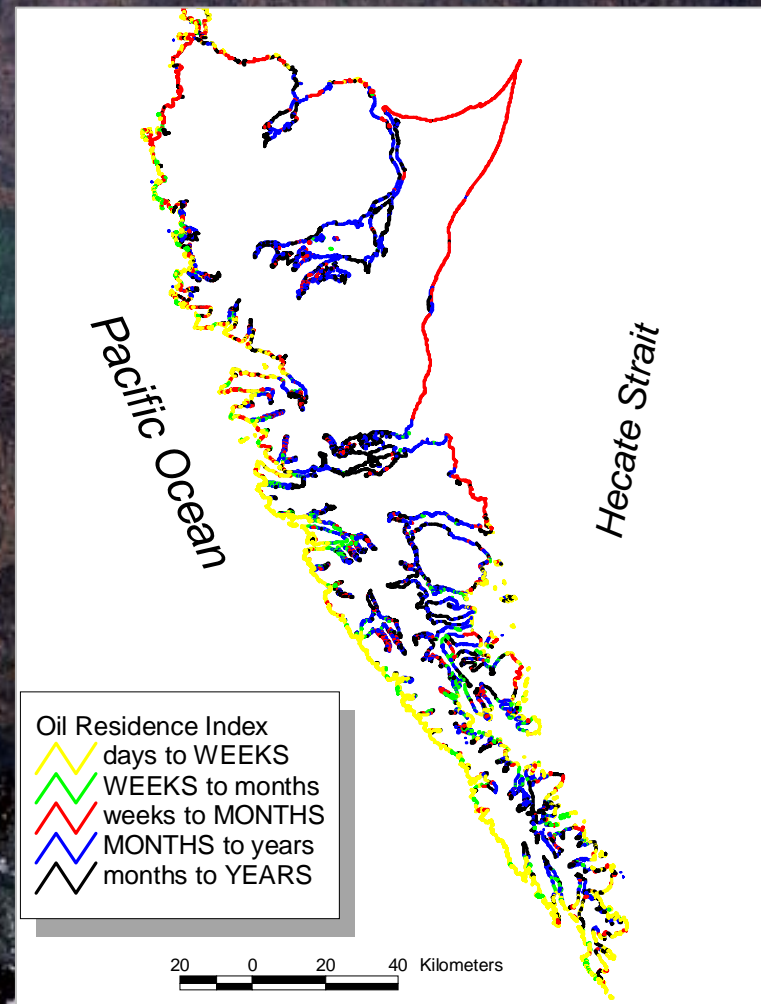 Pacific Ocean
Hecate Strait
Oil Residence Index
days to WEEKS
WEEKS to months
weeks to MONTHS
MONTHS to years
months to YEARS
20 0 20 40 Kilometers